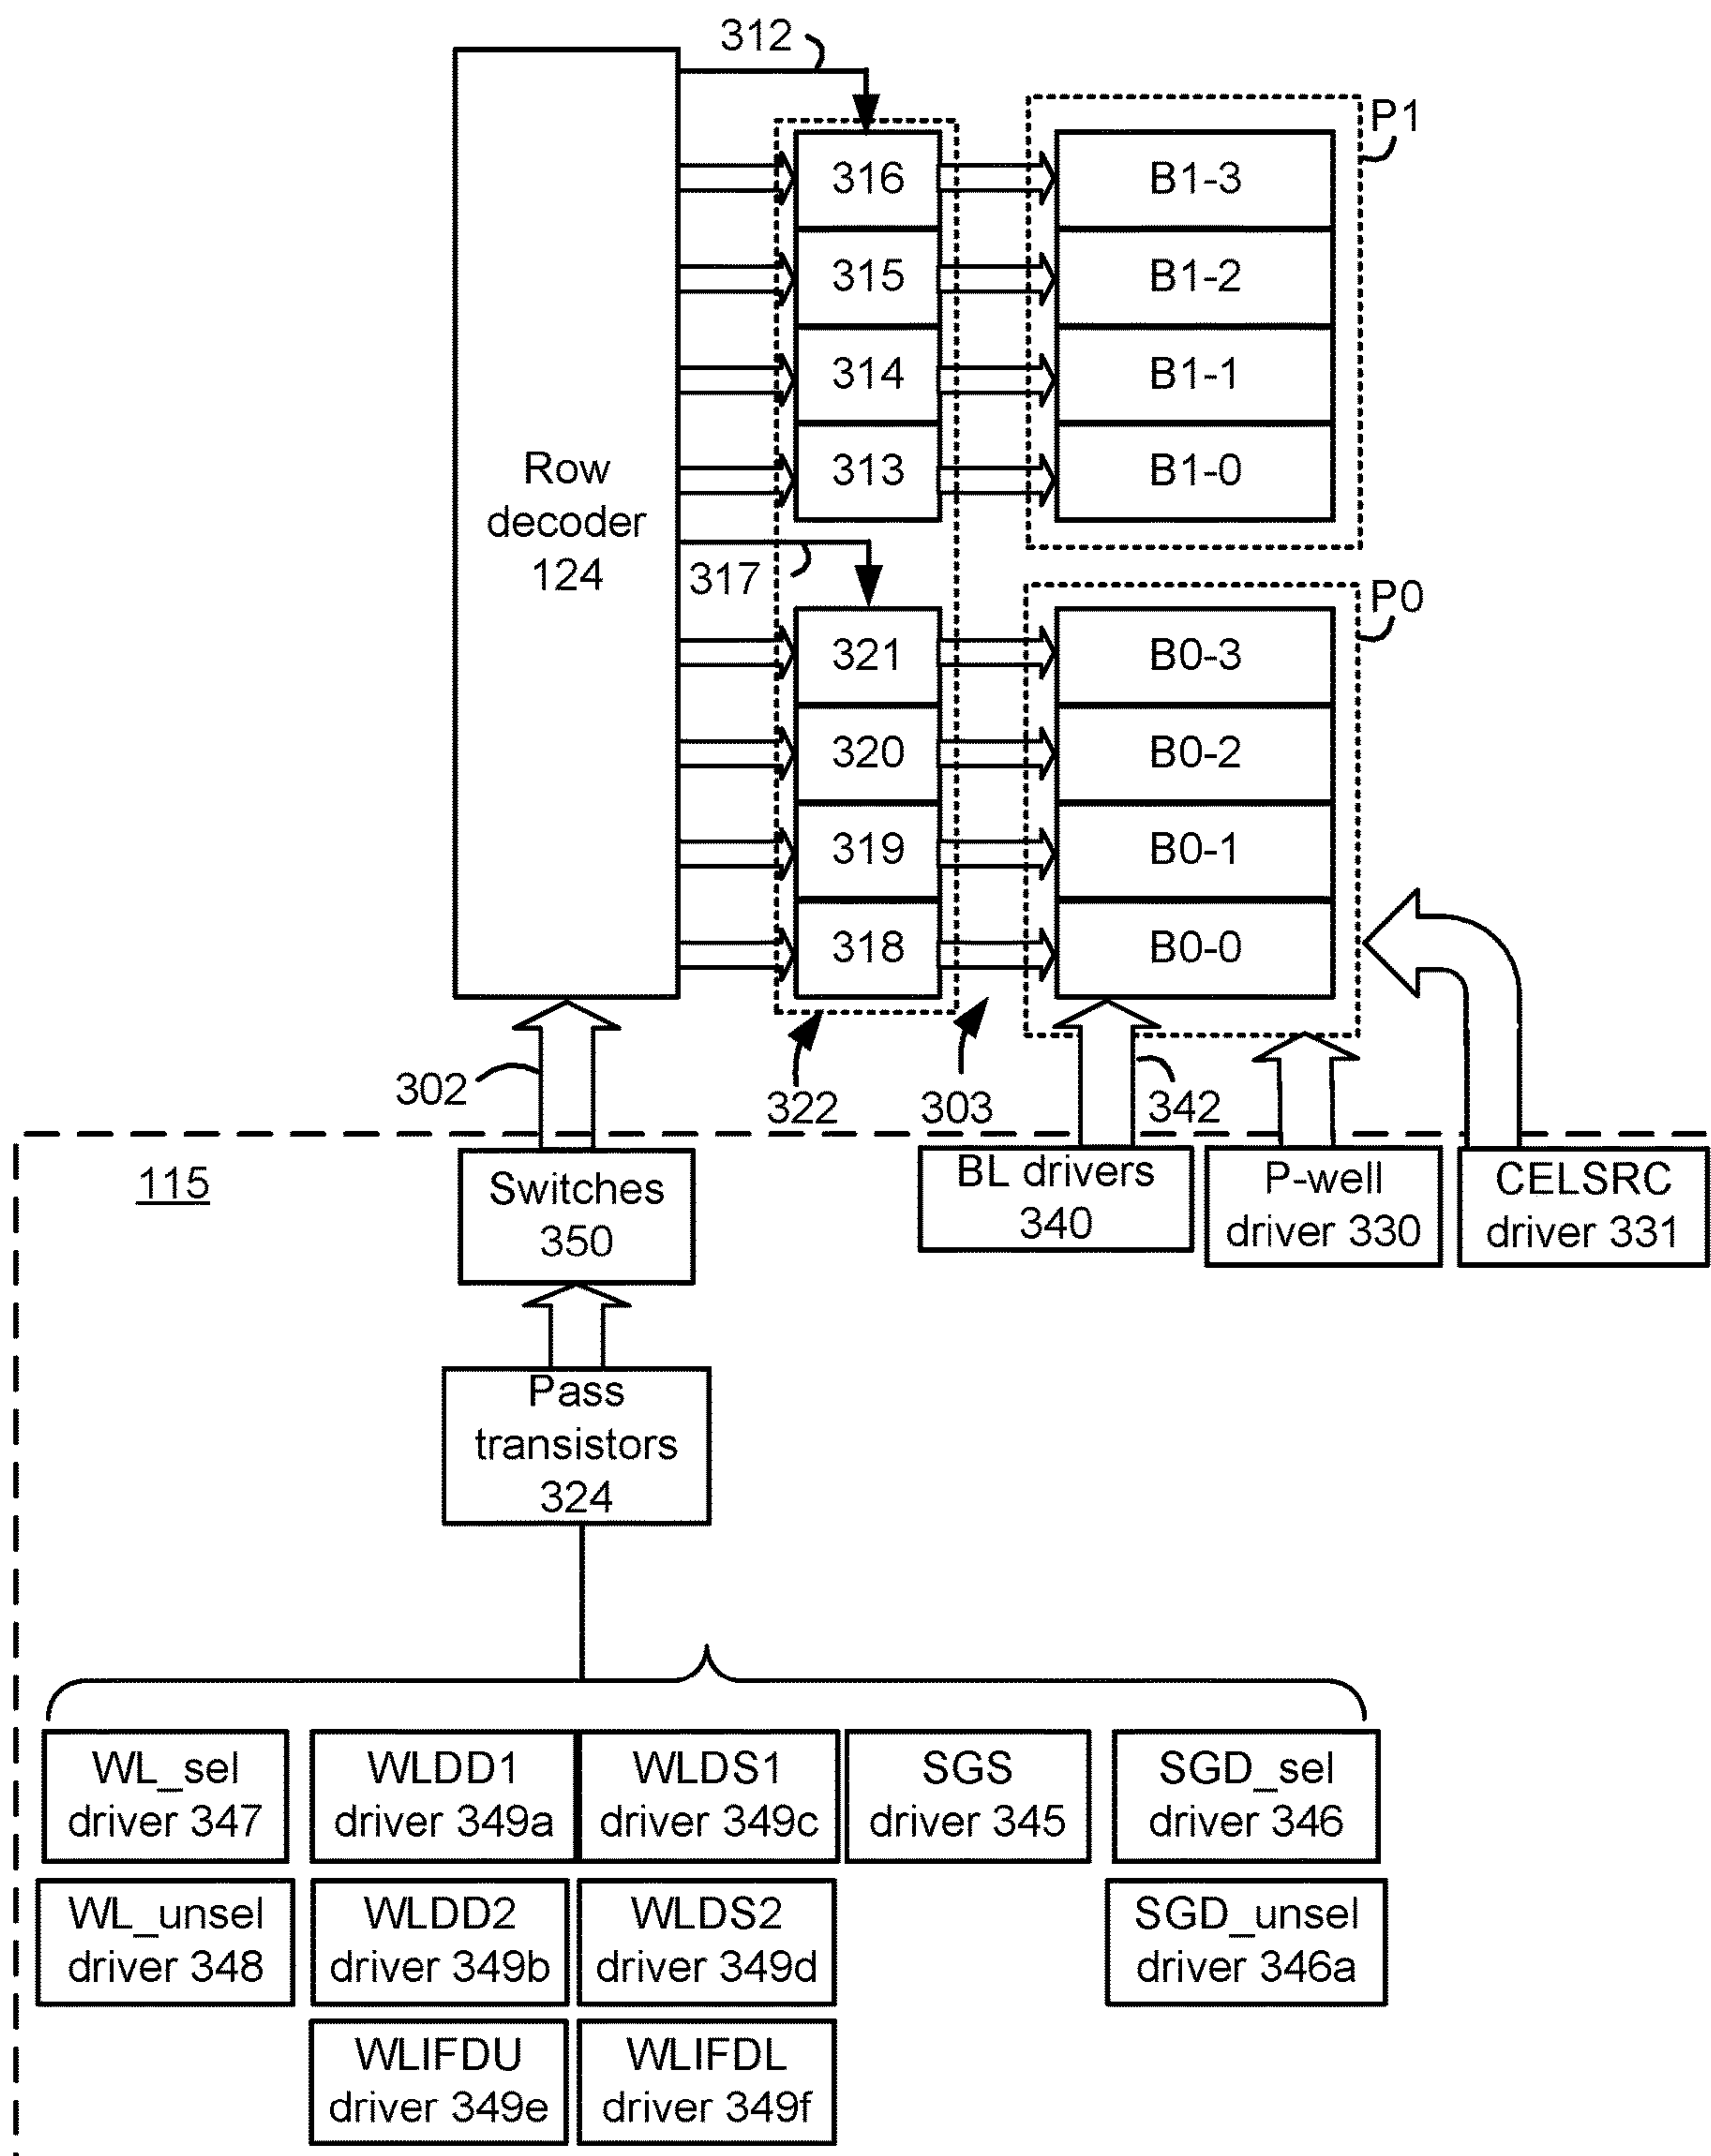 312
P1
316
B1-3
315
B1-2
314
B1-1
313
B1-0
Row
decoder
124
317
P0
321
B0-3
320
B0-2
319
B0-1
318
B0-0
302
322
303
342
115
Switches
350
BL drivers
340
P-well
driver 330
CELSRC
driver 331
Pass
transistors
324
WL_sel
driver 347
WLDD1
driver 349a
WLDS1
driver 349c
SGS
driver 345
SGD_sel
driver 346
WL_unsel
driver 348
WLDD2
driver 349b
WLDS2
driver 349d
SGD_unsel
driver 346a
WLIFDU
driver 349e
WLIFDL
driver 349f